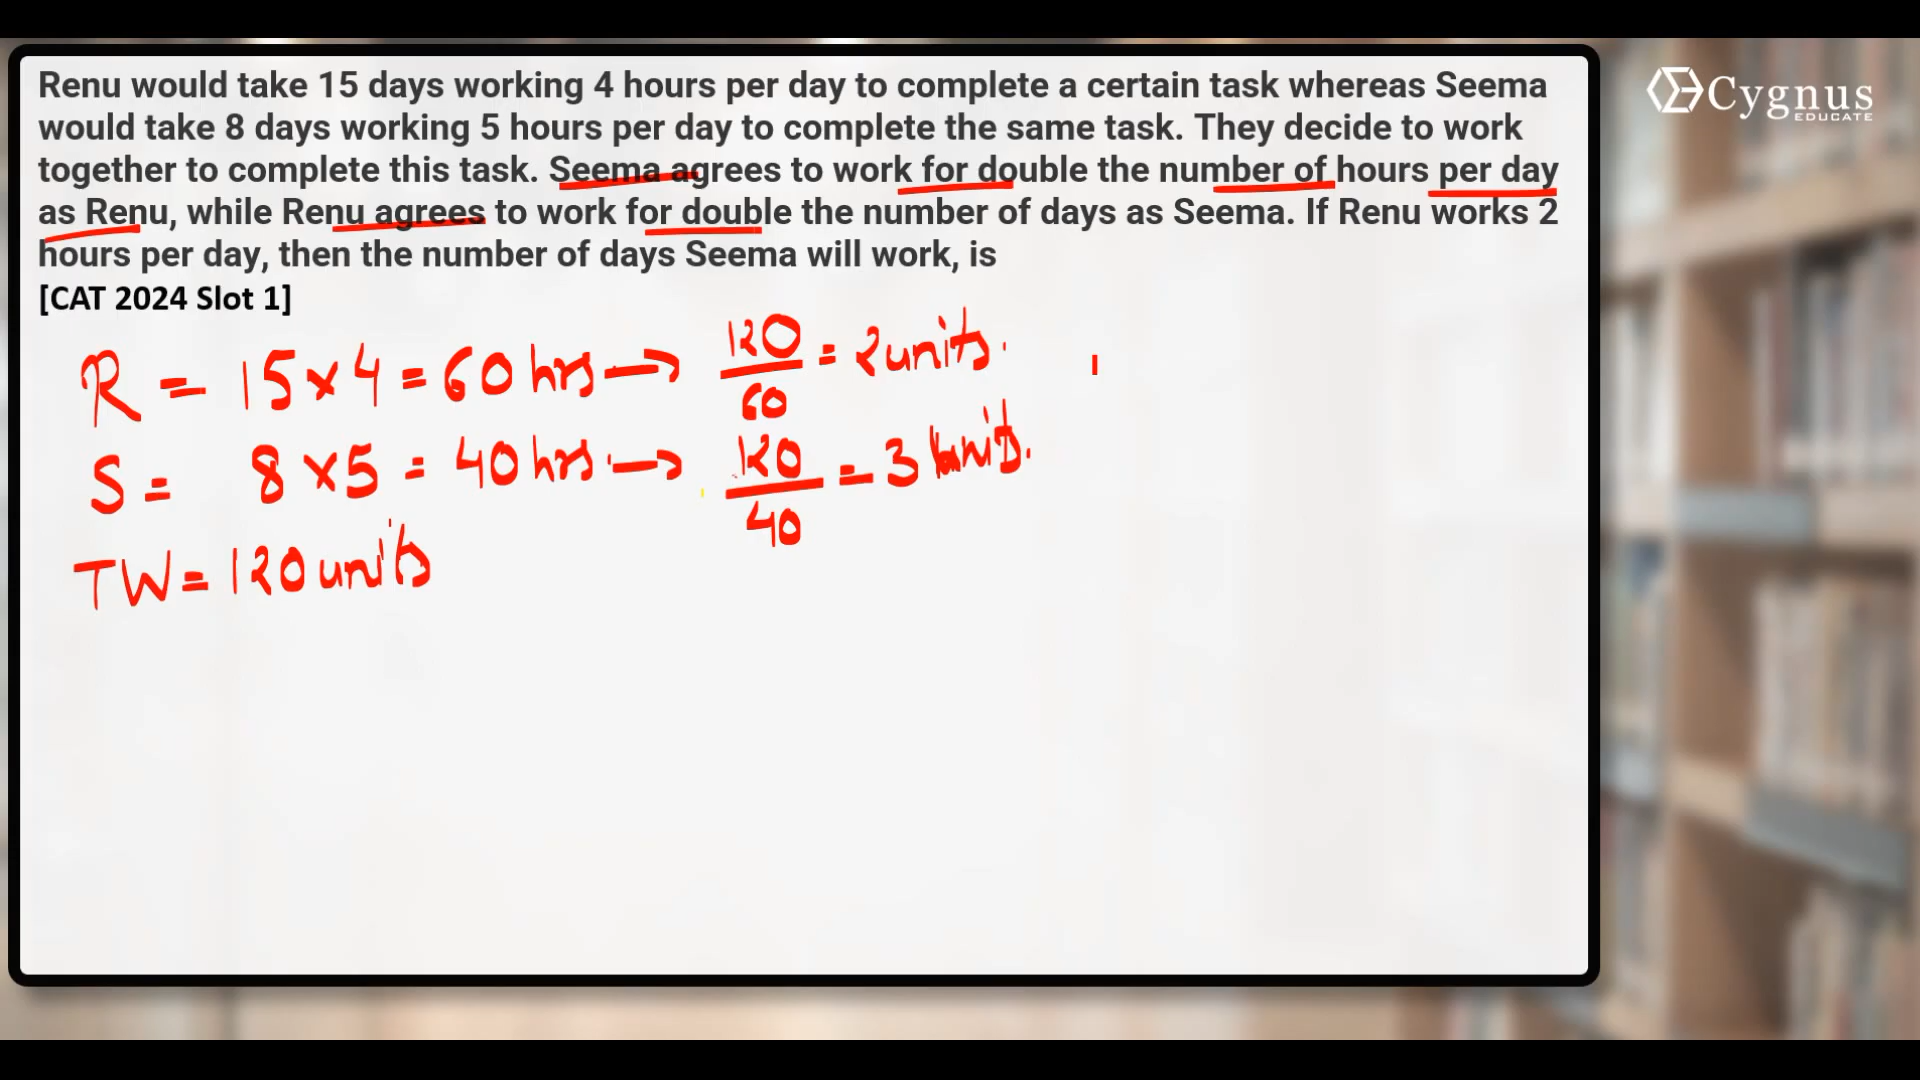 Renu would take 15 days working 4 hours per day to complete a certain task whereas Seema
would take 8 days working 5 hours per day to complete the same task. They decide to work
together to complete this task. Seema agrees to work for double the number of hours per day
as Renu, while Renu agrees to work for double the number of days as Seema. If Renu works 2
hours per day, then the number of days Seema will work, is
[CAT 2024 Slot 1]
Cygnus
EDUCATE
R = 15 × 4 = 60 hrs → 120/60 = 2 units.
S = 8 × 5 = 40 hrs → 120/40 = 3 units.
TW = 120 units